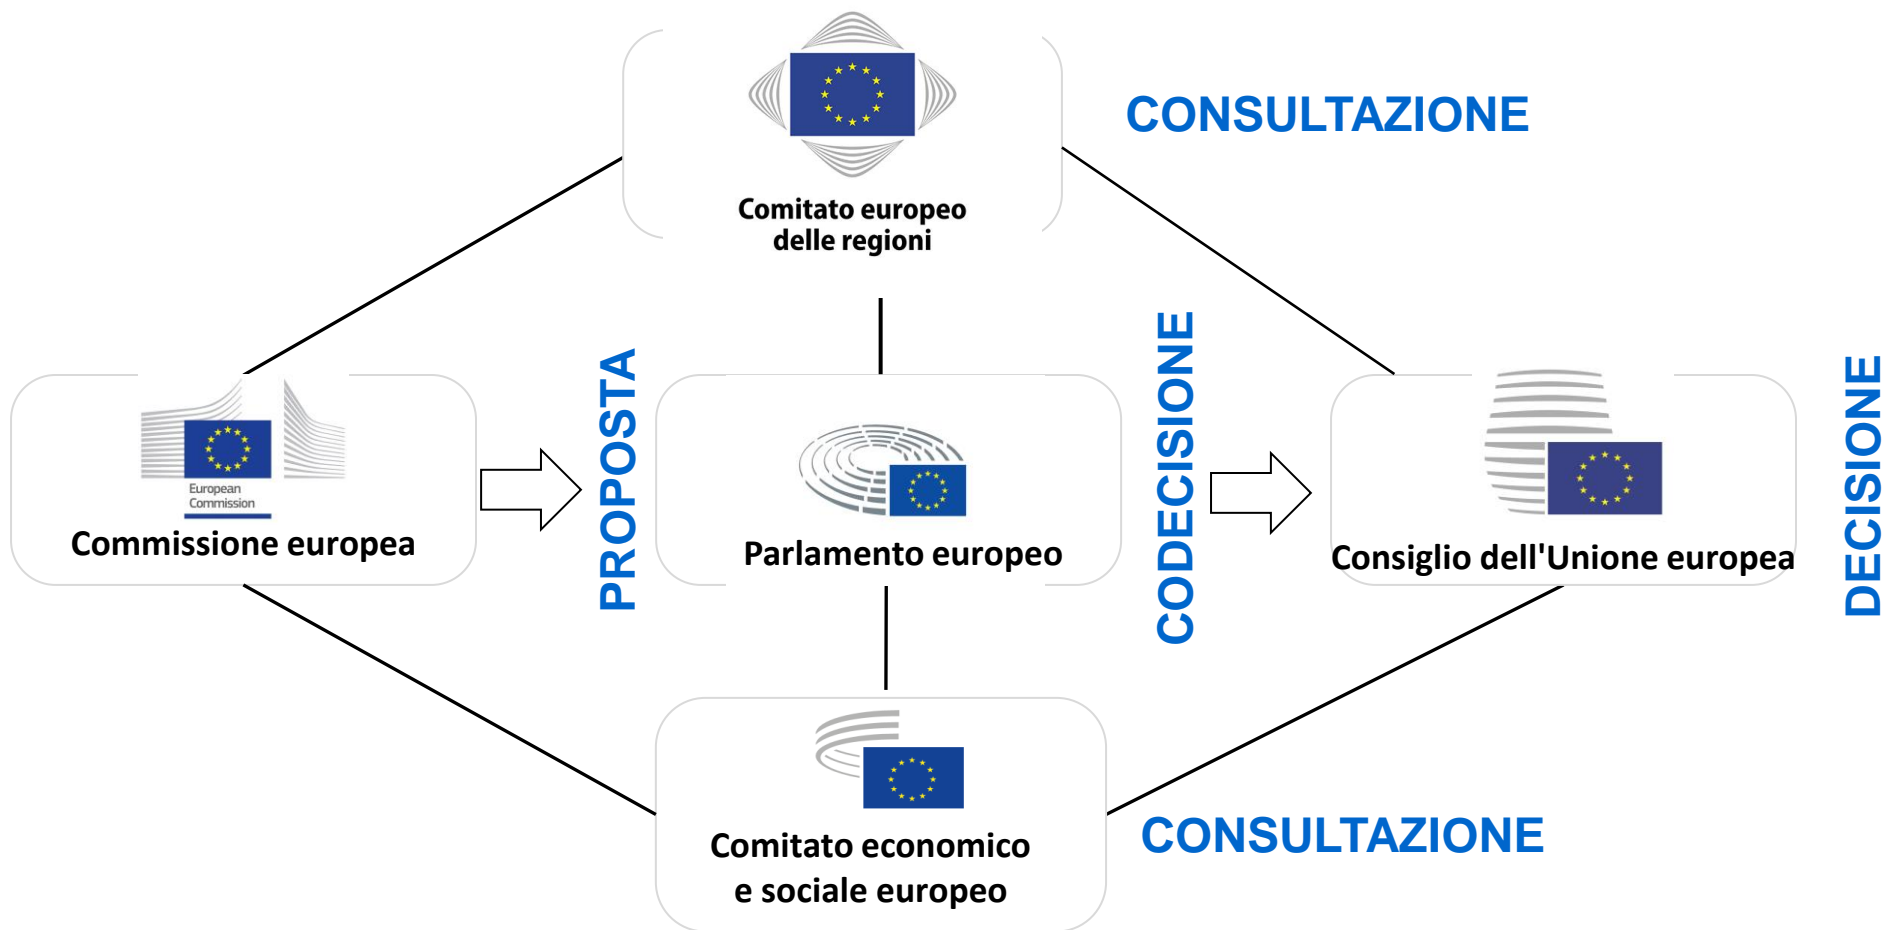 CONSULTAZIONE
Comitato europeo
delle regioni
European
Commission
Commissione europea
PROPOSTA
Parlamento europeo
CODECISIONE
Consiglio dell'Unione europea
DECISIONE
Comitato economico
e sociale europeo
CONSULTAZIONE